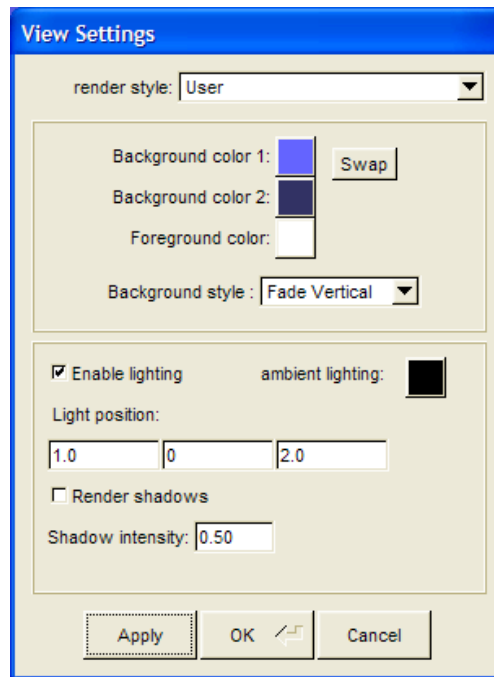 View Settings
render style: User
Background color 1:
Swap
Background color 2:
Foreground color:
Background style : Fade Vertical
Enable lighting ambient lighting:
Light position:
1.0 0 2.0
Render shadows
Shadow intensity: 0.50
Apply OK Cancel